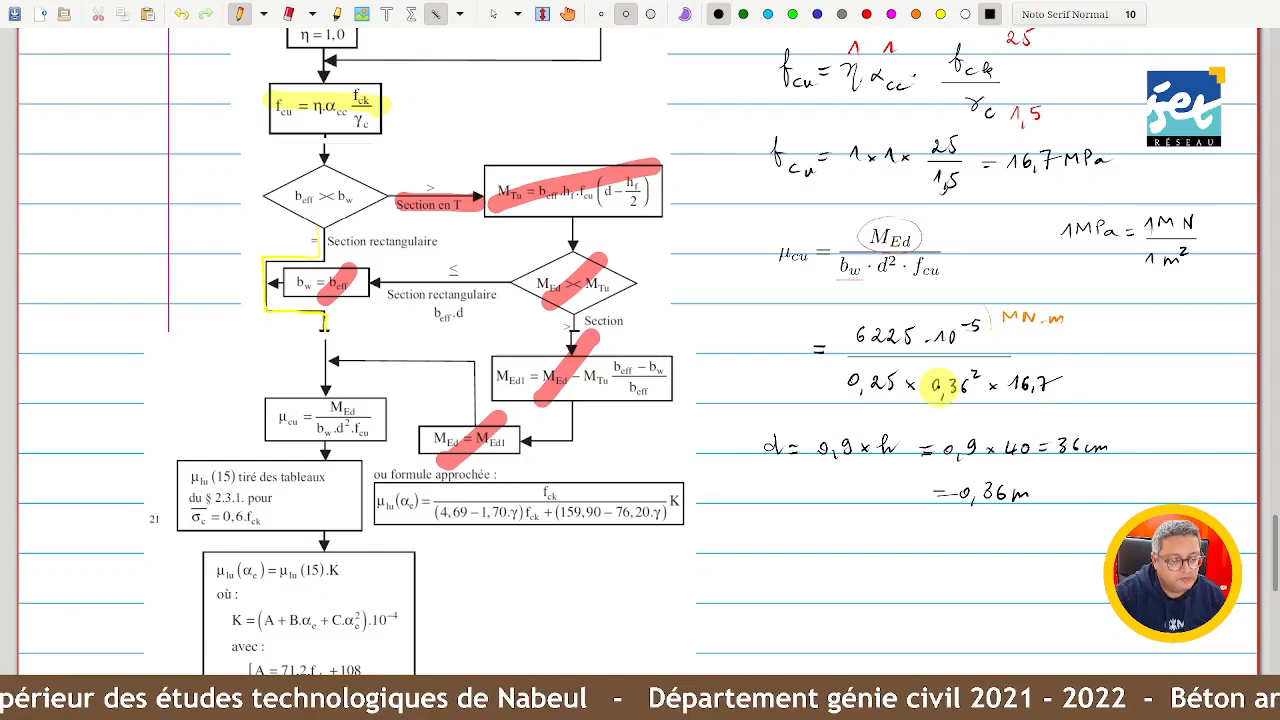 Noto Serif Normal 10
η = 1,0
f_cu = η.α_cc f_ck / γ_c
b_eff >< b_w
>
Section en T
M_Tu = b_eff.h_f.f_cu (d − h_f / 2)
= Section rectangulaire
b_w = b_eff
≤
Section rectangulaire
b_eff.d
M_Ed >< M_Tu
> Section
M_Ed1 = M_Ed − M_Tu (b_eff − b_w) / b_eff
M_Ed = M_Ed1
μ_cu = M_Ed / b_w.d².f_cu
μ_lu (15) tiré des tableaux
du § 2.3.1. pour
σ_c = 0,6.f_ck
ou formule approchée :
μ_lu(α_e) = f_ck / ((4,69 − 1,70.γ) f_ck + (159,90 − 76,20.γ)) K
21
μ_lu(α_e) = μ_lu(15).K
où :
K = (A + B.α_e + C.α_e²).10⁻⁴
avec :
A = 71,2.f + 108
1 1 25
f_cu = η α_cc . f_ck / γ_c
1,5
f_cu = 1 × 1 × 25 / 1,5 = 16,7 MPa
μ_cu = M_Ed / b_w · d² · f_cu
1 MPa = 1 MN / 1 m²
= 6225 . 10⁻⁵ ) MN.m / 0,25 × 0,36² × 16,7
d = 0,9 × h = 0,9 × 40 = 36 cm
= 0,36 m
iset
RÉSEAU
périeur des études technologiques de Nabeul - Département génie civil 2021 - 2022 - Béton ar